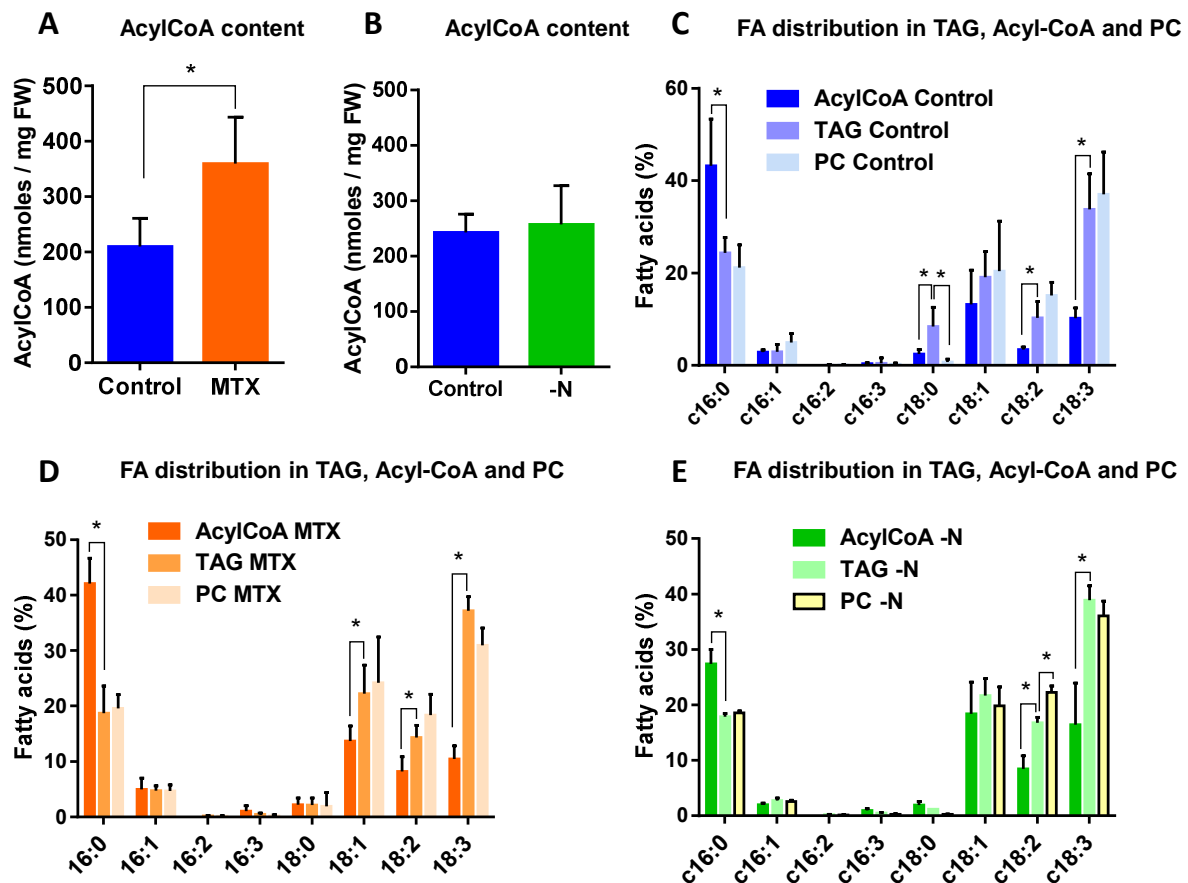 A
AcylCoA content
*
AcylCoA (nmoles / mg FW)
500
400
300
200
100
0
Control
MTX
B
AcylCoA content
AcylCoA (nmoles / mg FW)
500
400
300
200
100
0
Control
-N
C
FA distribution in TAG, Acyl-CoA and PC
Fatty acids (%)
60
40
20
0
AcylCoA Control
TAG Control
PC Control
*
*
*
*
*
c16:0
c16:1
c16:2
c16:3
c18:0
c18:1
c18:2
c18:3
D
FA distribution in TAG, Acyl-CoA and PC
Fatty acids (%)
50
40
30
20
10
0
AcylCoA MTX
TAG MTX
PC MTX
*
*
*
*
16:0
16:1
16:2
16:3
18:0
18:1
18:2
18:3
E
FA distribution in TAG, Acyl-CoA and PC
Fatty acids (%)
50
40
30
20
10
0
AcylCoA -N
TAG -N
PC -N
*
*
*
*
c16:0
c16:1
c16:2
c16:3
c18:0
c18:1
c18:2
c18:3